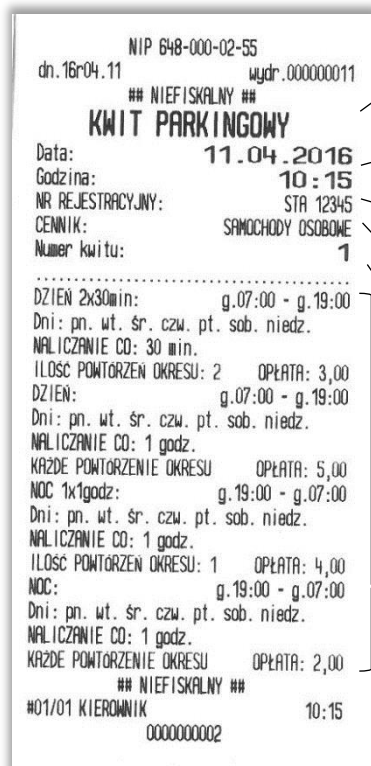 NIP 648-000-02-55
dn.16r04.11 wydr.000000011
## NIEFISKALNY ##
KWIT PARKINGOWY
Data: 11.04.2016
Godzina: 10:15
NR REJESTRACYJNY: STA 12345
CENNIK: SAMOCHODY OSOBOWE
Numer kwitu: 1
......................................
DZIEŃ 2x30min: g.07:00 - g.19:00
Dni: pn. wt. śr. czw. pt. sob. niedz.
NALICZANIE CO: 30 min.
ILOŚĆ POWTÓRZEŃ OKRESU: 2 OPŁATA: 3,00
DZIEŃ: g.07:00 - g.19:00
Dni: pn. wt. śr. czw. pt. sob. niedz.
NALICZANIE CO: 1 godz.
KAŻDE POWTÓRZENIE OKRESU OPŁATA: 5,00
NOC 1x1godz: g.19:00 - g.07:00
Dni: pn. wt. śr. czw. pt. sob. niedz.
NALICZANIE CO: 1 godz.
ILOŚĆ POWTÓRZEŃ OKRESU: 1 OPŁATA: 4,00
NOC: g.19:00 - g.07:00
Dni: pn. wt. śr. czw. pt. sob. niedz.
NALICZANIE CO: 1 godz.
KAŻDE POWTÓRZENIE OKRESU OPŁATA: 2,00
## NIEFISKALNY ##
#01/01 KIEROWNIK 10:15
0000000002